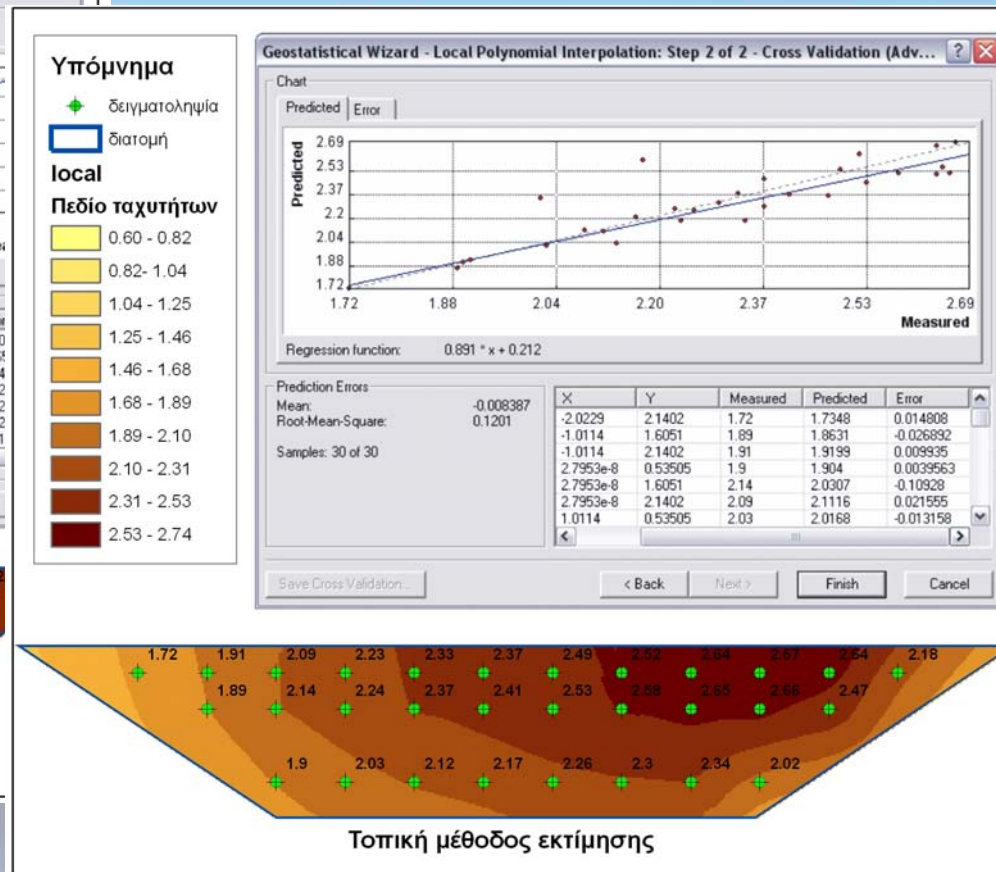 Υπόμνημα
δειγματοληψία
διατομή
local
Πεδίο ταχυτήτων
0.60 - 0.82
0.82- 1.04
1.04 - 1.25
1.25 - 1.46
1.46 - 1.68
1.68 - 1.89
1.89 - 2.10
2.10 - 2.31
2.31 - 2.53
2.53 - 2.74
Geostatistical Wizard - Local Polynomial Interpolation: Step 2 of 2 - Cross Validation (Adv...
Chart
Predicted Error
Predicted
2.69
2.53
2.37
2.2
2.04
1.88
1.72
1.72 1.88 2.04 2.20 2.37 2.53 2.69
Measured
Regression function: 0.891 * x + 0.212
Prediction Errors
Mean: -0.008387
Root-Mean-Square: 0.1201
Samples: 30 of 30
X Y Measured Predicted Error
-2.0229 2.1402 1.72 1.7348 0.014808
-1.0114 1.6051 1.89 1.8631 -0.026892
-1.0114 2.1402 1.91 1.9199 0.009935
2.7953e-8 0.53505 1.9 1.904 0.0039563
2.7953e-8 1.6051 2.14 2.0307 -0.10928
2.7953e-8 2.1402 2.09 2.1116 0.021555
1.0114 0.53505 2.03 2.0168 -0.013158
Save Cross Validation... < Back Next > Finish Cancel
1.72 1.91 2.09 2.23 2.33 2.37 2.49 2.52 2.64 2.67 2.64 2.18
1.89 2.14 2.24 2.37 2.41 2.53 2.58 2.65 2.66 2.47
1.9 2.03 2.12 2.17 2.26 2.3 2.34 2.02
Τοπική μέθοδος εκτίμησης